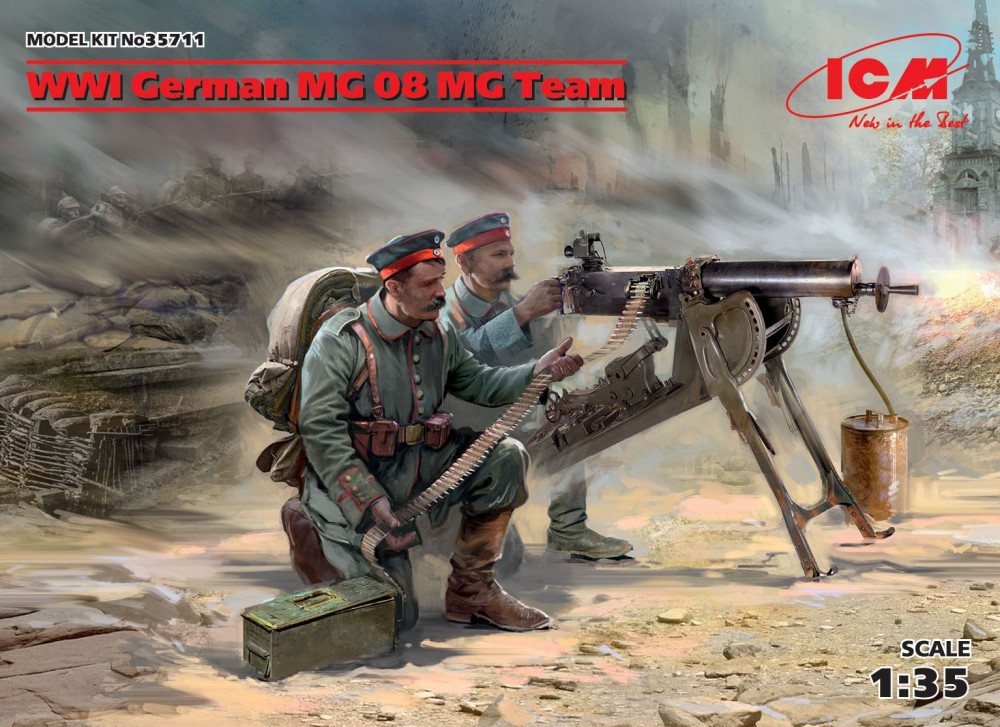 MODEL KIT No35711
WWI German MG 08 MG Team
ICM
New in the Best
SCALE
1:35